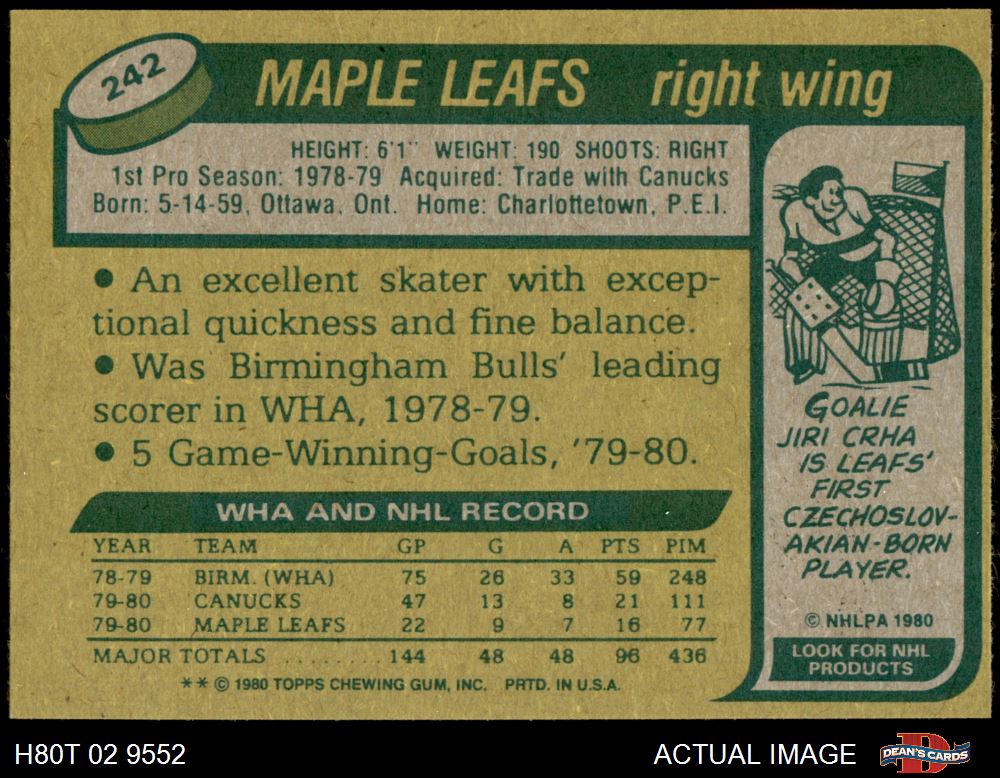 242
MAPLE LEAFS right wing
HEIGHT: 6'1" WEIGHT: 190 SHOOTS: RIGHT
1st Pro Season: 1978-79 Acquired: Trade with Canucks
Born: 5-14-59, Ottawa, Ont. Home: Charlottetown, P.E.I.
• An excellent skater with excep-
tional quickness and fine balance.
• Was Birmingham Bulls' leading
scorer in WHA, 1978-79.
• 5 Game-Winning-Goals, '79-80.
WHA AND NHL RECORD
YEAR TEAM GP G A PTS PIM
78-79 BIRM. (WHA) 75 26 33 59 248
79-80 CANUCKS 47 13 8 21 111
79-80 MAPLE LEAFS 22 9 7 16 77
MAJOR TOTALS ........ 144 48 48 96 436
** © 1980 TOPPS CHEWING GUM, INC. PRTD. IN U.S.A.
GOALIE
JIRI CRHA
IS LEAFS'
FIRST
CZECHOSLOV-
AKIAN-BORN
PLAYER.
© NHLPA 1980
LOOK FOR NHL
PRODUCTS
H80T 02 9552 ACTUAL IMAGE
DEAN'S CARDS